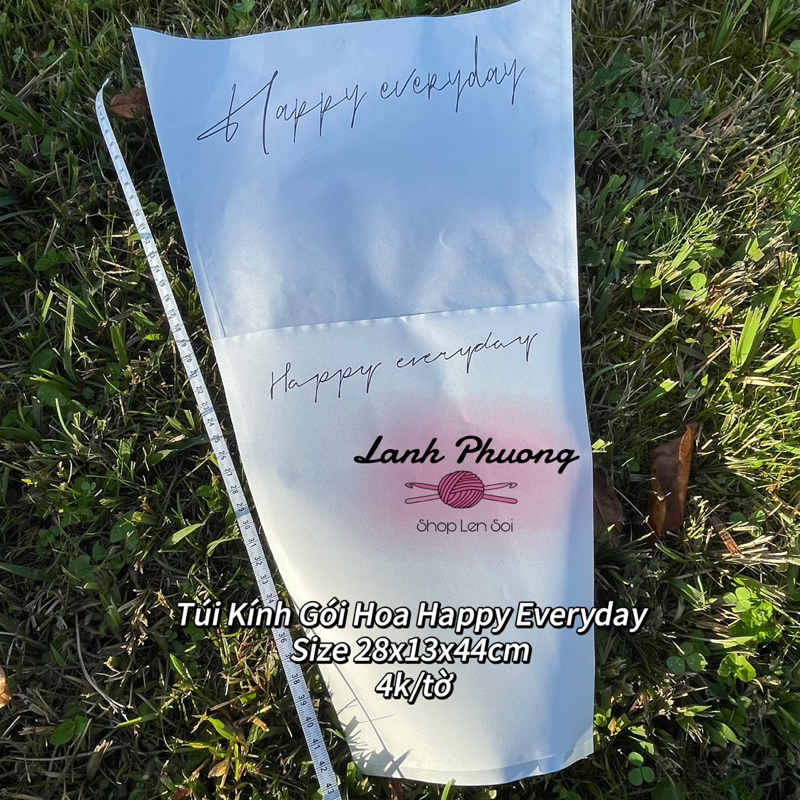 Happy everyday
Happy everyday
Lanh Phuong
Shop Len Soi
Túi Kính Gói Hoa Happy Everyday
Size 28x13x44cm
4k/tờ